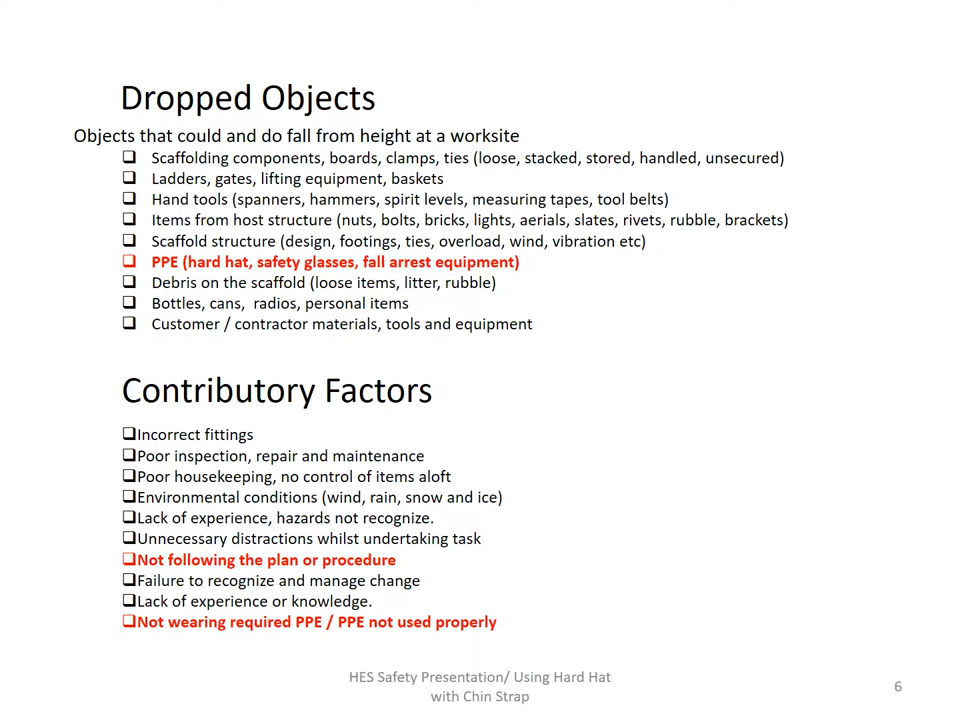 Dropped Objects
Objects that could and do fall from height at a worksite
❑ Scaffolding components, boards, clamps, ties (loose, stacked, stored, handled, unsecured)
❑ Ladders, gates, lifting equipment, baskets
❑ Hand tools (spanners, hammers, spirit levels, measuring tapes, tool belts)
❑ Items from host structure (nuts, bolts, bricks, lights, aerials, slates, rivets, rubble, brackets)
❑ Scaffold structure (design, footings, ties, overload, wind, vibration etc)
❑ PPE (hard hat, safety glasses, fall arrest equipment)
❑ Debris on the scaffold (loose items, litter, rubble)
❑ Bottles, cans, radios, personal items
❑ Customer / contractor materials, tools and equipment
Contributory Factors
❑Incorrect fittings
❑Poor inspection, repair and maintenance
❑Poor housekeeping, no control of items aloft
❑Environmental conditions (wind, rain, snow and ice)
❑Lack of experience, hazards not recognize.
❑Unnecessary distractions whilst undertaking task
❑Not following the plan or procedure
❑Failure to recognize and manage change
❑Lack of experience or knowledge.
❑Not wearing required PPE / PPE not used properly
HES Safety Presentation/ Using Hard Hat
with Chin Strap
6